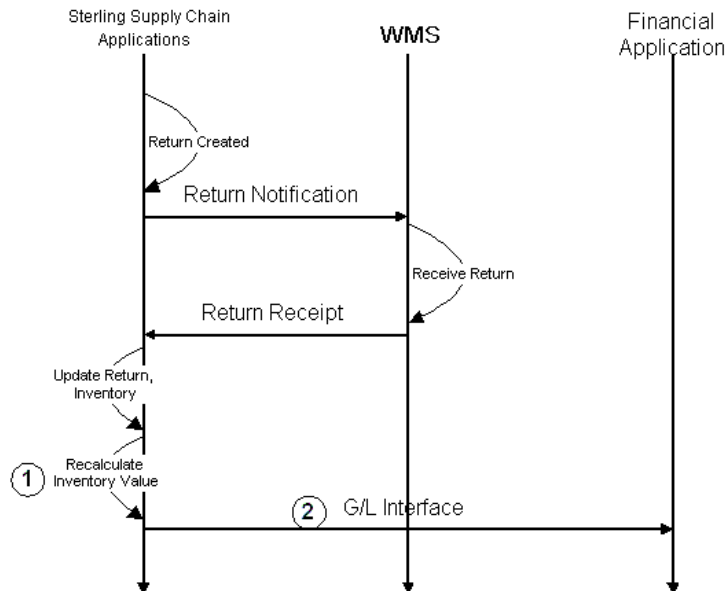 Sterling Supply Chain
Applications
WMS
Financial
Application
Return Created
Return Notification
Receive Return
Return Receipt
Update Return,
Inventory
1
Recalculate
Inventory Value
2
G/L Interface